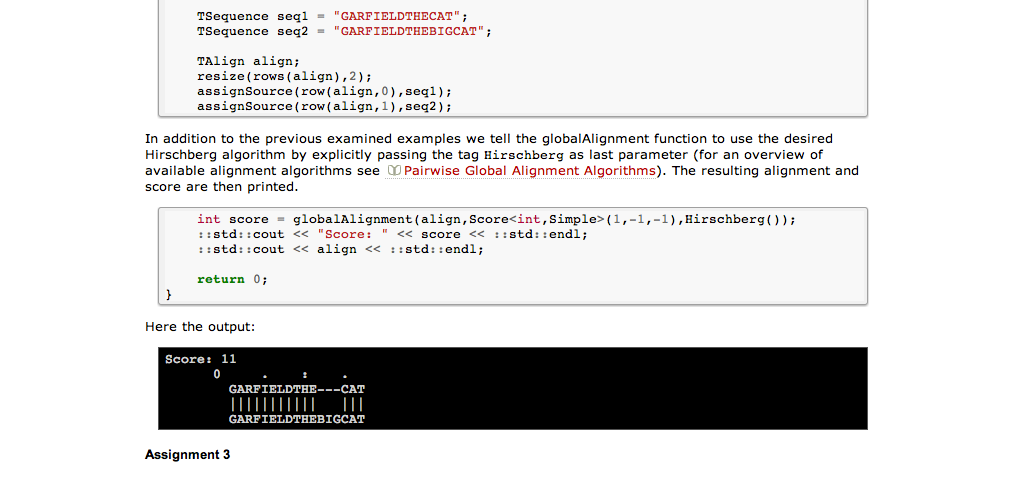 TSequence seq1 = "GARFIELDTHECAT";
TSequence seq2 = "GARFIELDTHEBIGCAT";
TAlign align;
resize(rows(align),2);
assignSource(row(align,0),seq1);
assignSource(row(align,1),seq2);
In addition to the previous examined examples we tell the globalAlignment function to use the desired
Hirschberg algorithm by explicitly passing the tag Hirschberg as last parameter (for an overview of
available alignment algorithms see Pairwise Global Alignment Algorithms). The resulting alignment and
score are then printed.
int score = globalAlignment(align,Score<int,Simple>(1,-1,-1),Hirschberg());
::std::cout << "Score: " << score << ::std::endl;
::std::cout << align << ::std::endl;
return 0;
}
Here the output:
Score: 11
0 . : .
GARFIELDTHE---CAT
||||||||||| |||
GARFIELDTHEBIGCAT
Assignment 3